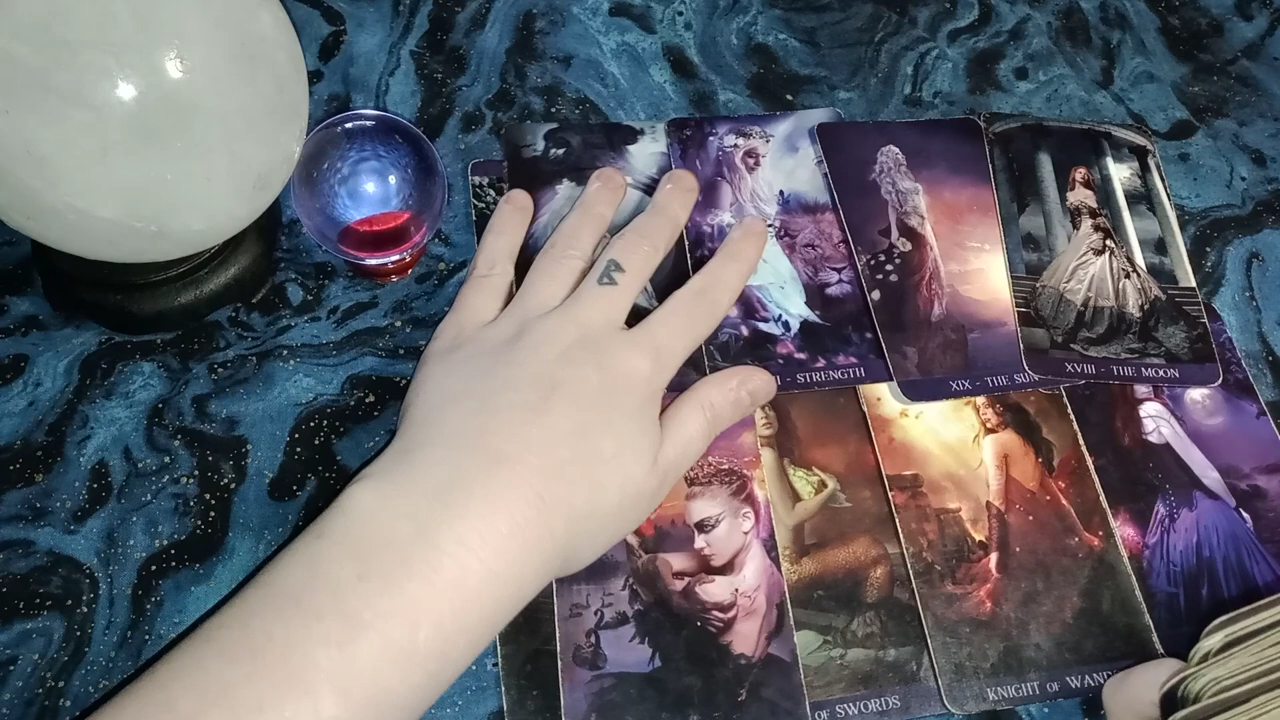 I - STRENGTH
XIX - THE SUN
XVIII - THE MOON
OF SWORDS
KNIGHT OF WAND